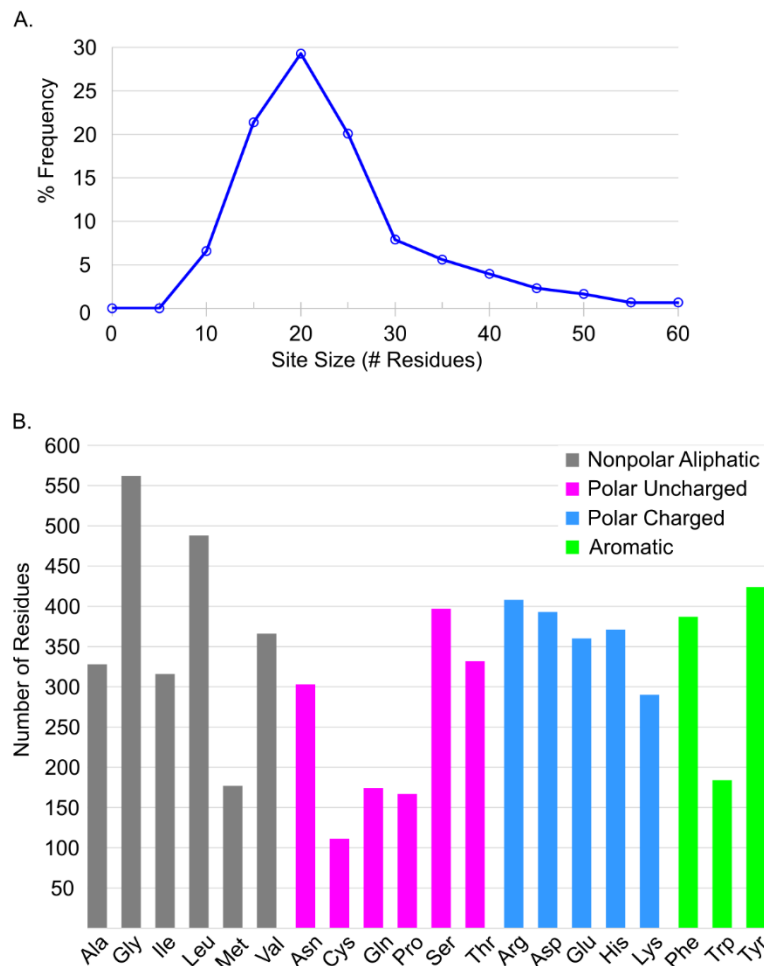 A.
30
25
20
15
10
5
0
% Frequency
0 10 20 30 40 50 60
Site Size (# Residues)
B.
600
550
500
450
400
350
300
250
200
150
100
50
Number of Residues
Nonpolar Aliphatic
Polar Uncharged
Polar Charged
Aromatic
Ala Gly Ile Leu Met Val Asn Cys Gln Pro Ser Thr Arg Asp Glu His Lys Phe Trp Tyr